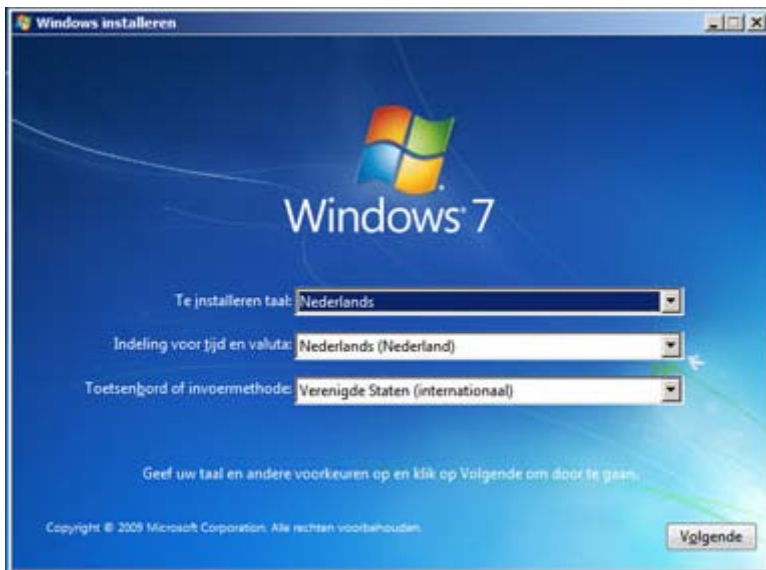 Windows installeren
Windows 7
Te installeren taal: Nederlands
Indeling voor tijd en valuta: Nederlands (Nederland)
Toetsenbord of invoermethode: Verenigde Staten (internationaal)
Geef uw taal en andere voorkeuren op en klik op Volgende om door te gaan.
Copyright © 2009 Microsoft Corporation. Alle rechten voorbehouden.
Volgende